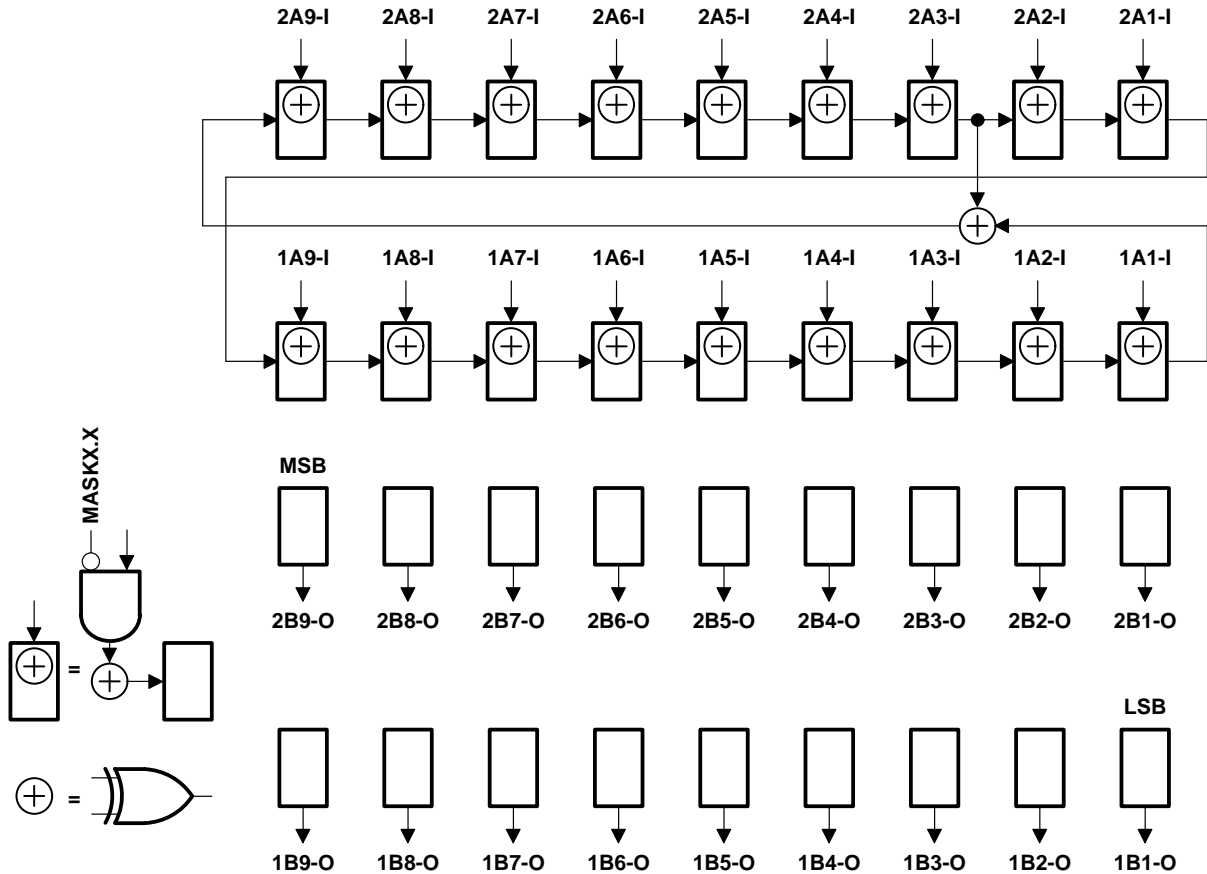 2A9-I 2A8-I 2A7-I 2A6-I 2A5-I 2A4-I 2A3-I 2A2-I 2A1-I
1A9-I 1A8-I 1A7-I 1A6-I 1A5-I 1A4-I 1A3-I 1A2-I 1A1-I
MASKX.X
MSB
2B9-O 2B8-O 2B7-O 2B6-O 2B5-O 2B4-O 2B3-O 2B2-O 2B1-O
=
LSB
=
1B9-O 1B8-O 1B7-O 1B6-O 1B5-O 1B4-O 1B3-O 1B2-O 1B1-O